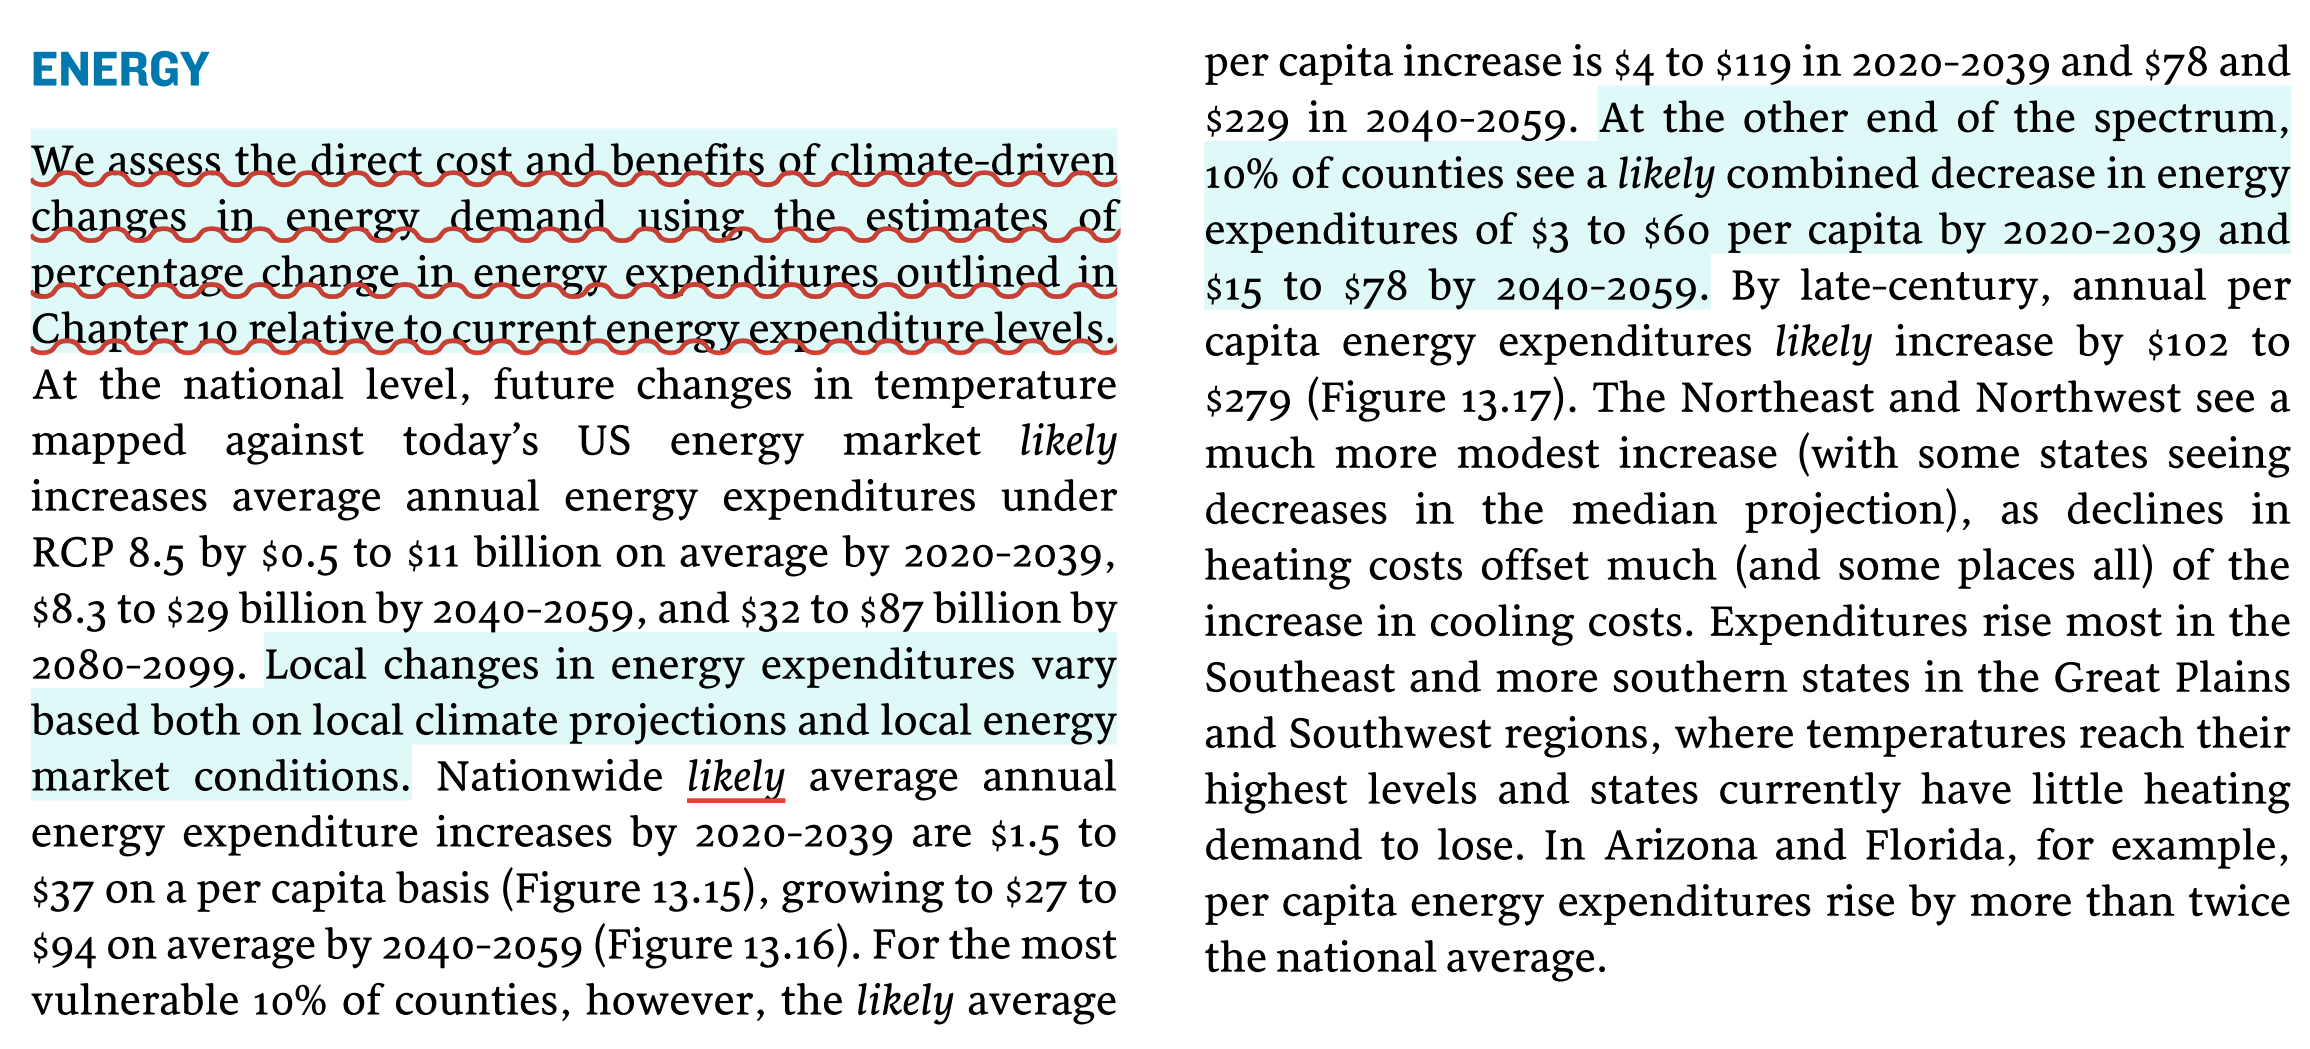 ENERGY
We assess the direct cost and benefits of climate-driven
changes in energy demand using the estimates of
percentage change in energy expenditures outlined in
Chapter 10 relative to current energy expenditure levels.
At the national level, future changes in temperature
mapped against today’s US energy market likely
increases average annual energy expenditures under
RCP 8.5 by $0.5 to $11 billion on average by 2020-2039,
$8.3 to $29 billion by 2040-2059, and $32 to $87 billion by
2080-2099. Local changes in energy expenditures vary
based both on local climate projections and local energy
market conditions. Nationwide likely average annual
energy expenditure increases by 2020-2039 are $1.5 to
$37 on a per capita basis (Figure 13.15), growing to $27 to
$94 on average by 2040-2059 (Figure 13.16). For the most
vulnerable 10% of counties, however, the likely average
per capita increase is $4 to $119 in 2020-2039 and $78 and
$229 in 2040-2059. At the other end of the spectrum,
10% of counties see a likely combined decrease in energy
expenditures of $3 to $60 per capita by 2020-2039 and
$15 to $78 by 2040-2059. By late-century, annual per
capita energy expenditures likely increase by $102 to
$279 (Figure 13.17). The Northeast and Northwest see a
much more modest increase (with some states seeing
decreases in the median projection), as declines in
heating costs offset much (and some places all) of the
increase in cooling costs. Expenditures rise most in the
Southeast and more southern states in the Great Plains
and Southwest regions, where temperatures reach their
highest levels and states currently have little heating
demand to lose. In Arizona and Florida, for example,
per capita energy expenditures rise by more than twice
the national average.